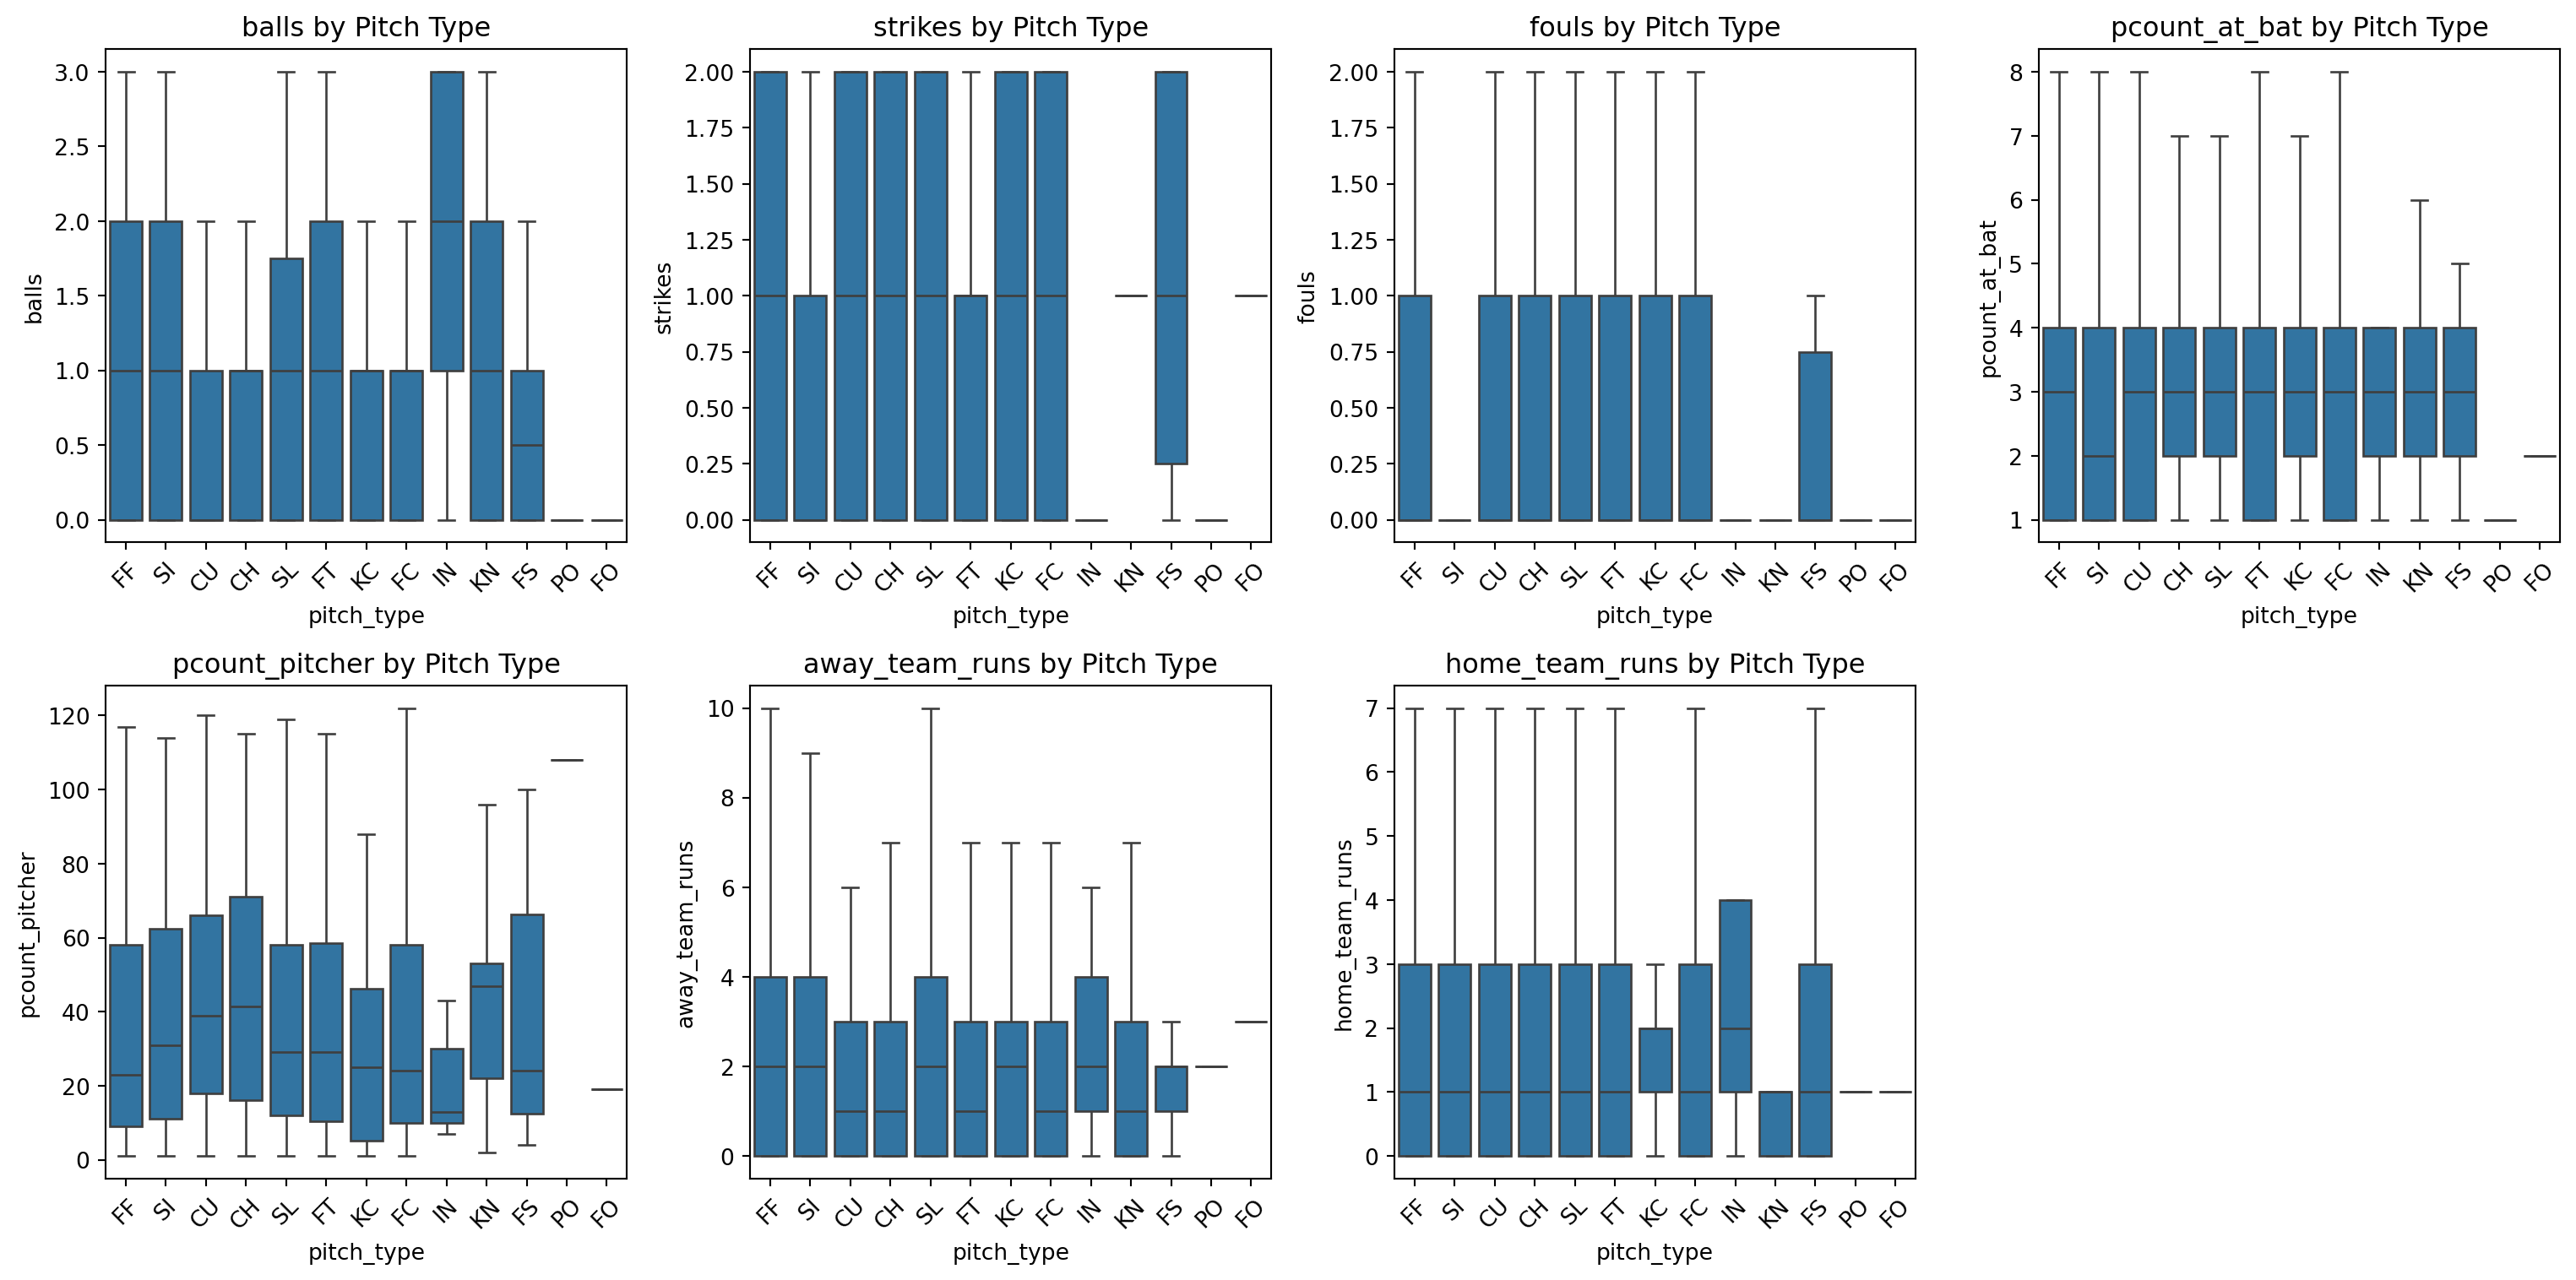 balls by Pitch Type
3.0
2.5
2.0
1.5
1.0
0.5
0.0
balls
FF SI CU CH SL FT KC FC IN KN FS PO FO
pitch_type
strikes by Pitch Type
2.00
1.75
1.50
1.25
1.00
0.75
0.50
0.25
0.00
strikes
FF SI CU CH SL FT KC FC IN KN FS PO FO
pitch_type
fouls by Pitch Type
2.00
1.75
1.50
1.25
1.00
0.75
0.50
0.25
0.00
fouls
FF SI CU CH SL FT KC FC IN KN FS PO FO
pitch_type
pcount_at_bat by Pitch Type
8
7
6
5
4
3
2
1
pcount_at_bat
FF SI CU CH SL FT KC FC IN KN FS PO FO
pitch_type
pcount_pitcher by Pitch Type
120
100
80
60
40
20
0
pcount_pitcher
FF SI CU CH SL FT KC FC IN KN FS PO FO
pitch_type
away_team_runs by Pitch Type
10
8
6
4
2
0
away_team_runs
FF SI CU CH SL FT KC FC IN KN FS PO FO
pitch_type
home_team_runs by Pitch Type
7
6
5
4
3
2
1
0
home_team_runs
FF SI CU CH SL FT KC FC IN KN FS PO FO
pitch_type